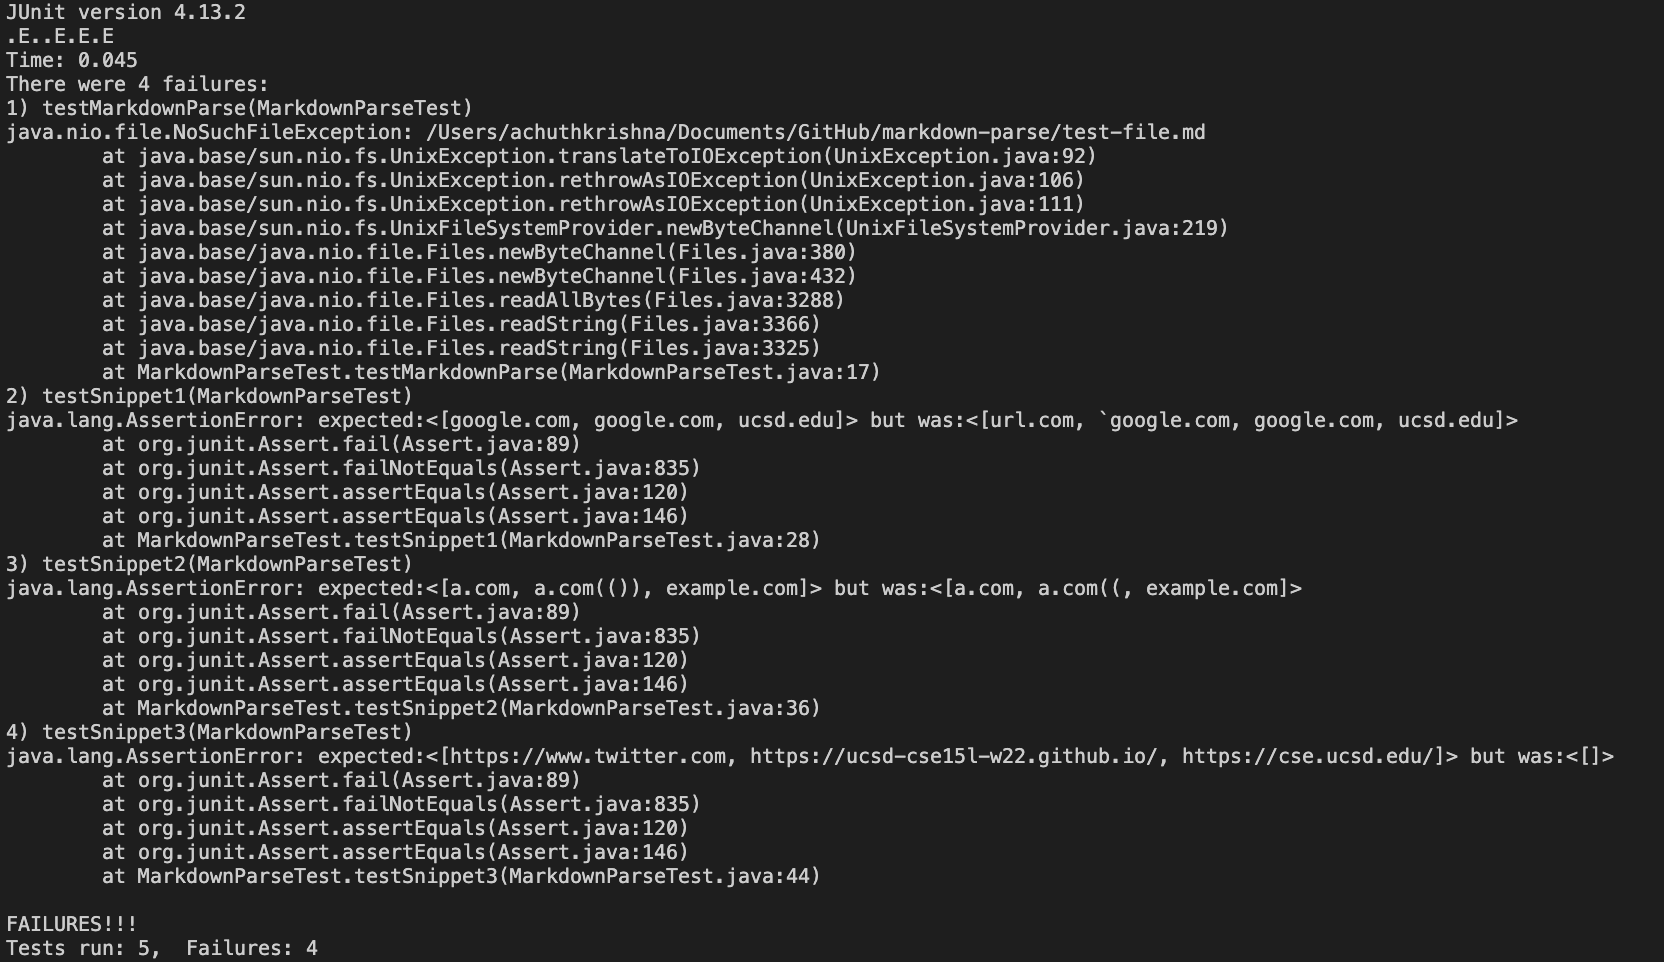 JUnit version 4.13.2
.E..E.E.E
Time: 0.045
There were 4 failures:
1) testMarkdownParse(MarkdownParseTest)
java.nio.file.NoSuchFileException: /Users/achuthkrishna/Documents/GitHub/markdown-parse/test-file.md
        at java.base/sun.nio.fs.UnixException.translateToIOException(UnixException.java:92)
        at java.base/sun.nio.fs.UnixException.rethrowAsIOException(UnixException.java:106)
        at java.base/sun.nio.fs.UnixException.rethrowAsIOException(UnixException.java:111)
        at java.base/sun.nio.fs.UnixFileSystemProvider.newByteChannel(UnixFileSystemProvider.java:219)
        at java.base/java.nio.file.Files.newByteChannel(Files.java:380)
        at java.base/java.nio.file.Files.newByteChannel(Files.java:432)
        at java.base/java.nio.file.Files.readAllBytes(Files.java:3288)
        at java.base/java.nio.file.Files.readString(Files.java:3366)
        at java.base/java.nio.file.Files.readString(Files.java:3325)
        at MarkdownParseTest.testMarkdownParse(MarkdownParseTest.java:17)
2) testSnippet1(MarkdownParseTest)
java.lang.AssertionError: expected:<[google.com, google.com, ucsd.edu]> but was:<[url.com, `google.com, google.com, ucsd.edu]>
        at org.junit.Assert.fail(Assert.java:89)
        at org.junit.Assert.failNotEquals(Assert.java:835)
        at org.junit.Assert.assertEquals(Assert.java:120)
        at org.junit.Assert.assertEquals(Assert.java:146)
        at MarkdownParseTest.testSnippet1(MarkdownParseTest.java:28)
3) testSnippet2(MarkdownParseTest)
java.lang.AssertionError: expected:<[a.com, a.com(()), example.com]> but was:<[a.com, a.com((, example.com]>
        at org.junit.Assert.fail(Assert.java:89)
        at org.junit.Assert.failNotEquals(Assert.java:835)
        at org.junit.Assert.assertEquals(Assert.java:120)
        at org.junit.Assert.assertEquals(Assert.java:146)
        at MarkdownParseTest.testSnippet2(MarkdownParseTest.java:36)
4) testSnippet3(MarkdownParseTest)
java.lang.AssertionError: expected:<[https://www.twitter.com, https://ucsd-cse15l-w22.github.io/, https://cse.ucsd.edu/]> but was:<[]>
        at org.junit.Assert.fail(Assert.java:89)
        at org.junit.Assert.failNotEquals(Assert.java:835)
        at org.junit.Assert.assertEquals(Assert.java:120)
        at org.junit.Assert.assertEquals(Assert.java:146)
        at MarkdownParseTest.testSnippet3(MarkdownParseTest.java:44)

FAILURES!!!
Tests run: 5,  Failures: 4